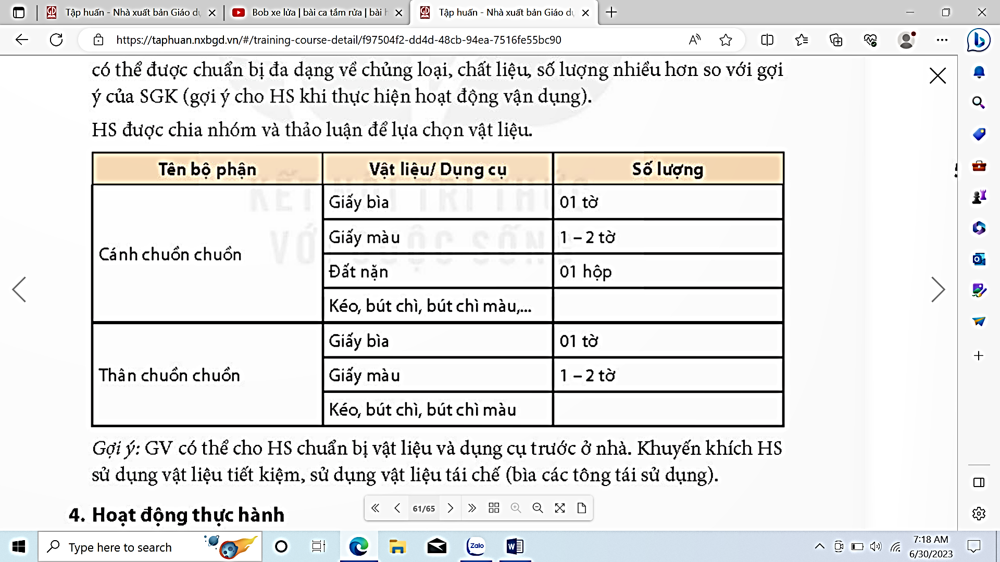 Tập huấn - Nhà xuất bản Giáo dụ
Bob xe lửa | bài ca tắm rửa | bài h
Tập huấn - Nhà xuất bản Giáo dụ
https://taphuan.nxbgd.vn/#/training-course-detail/f97504f2-dd4d-48cb-94ea-7516fe55bc90
có thể được chuẩn bị đa dạng về chủng loại, chất liệu, số lượng nhiều hơn so với gợi
ý của SGK (gợi ý cho HS khi thực hiện hoạt động vận dụng).
HS được chia nhóm và thảo luận để lựa chọn vật liệu.
Tên bộ phận Vật liệu/ Dụng cụ Số lượng
KẾT NỐI TRI THỨC
VỚI CUỘC SỐNG
Giấy bìa 01 tờ
Giấy màu 1 – 2 tờ
Cánh chuồn chuồn
Đất nặn 01 hộp
Kéo, bút chì, bút chì màu,...
Giấy bìa 01 tờ
Thân chuồn chuồn Giấy màu 1 – 2 tờ
Kéo, bút chì, bút chì màu
Gợi ý: GV có thể cho HS chuẩn bị vật liệu và dụng cụ trước ở nhà. Khuyến khích HS
sử dụng vật liệu tiết kiệm, sử dụng vật liệu tái chế (bìa các tông tái sử dụng).
4. Hoạt động thực hành
61/65
Type here to search
Zalo
7:18 AM
6/30/2023